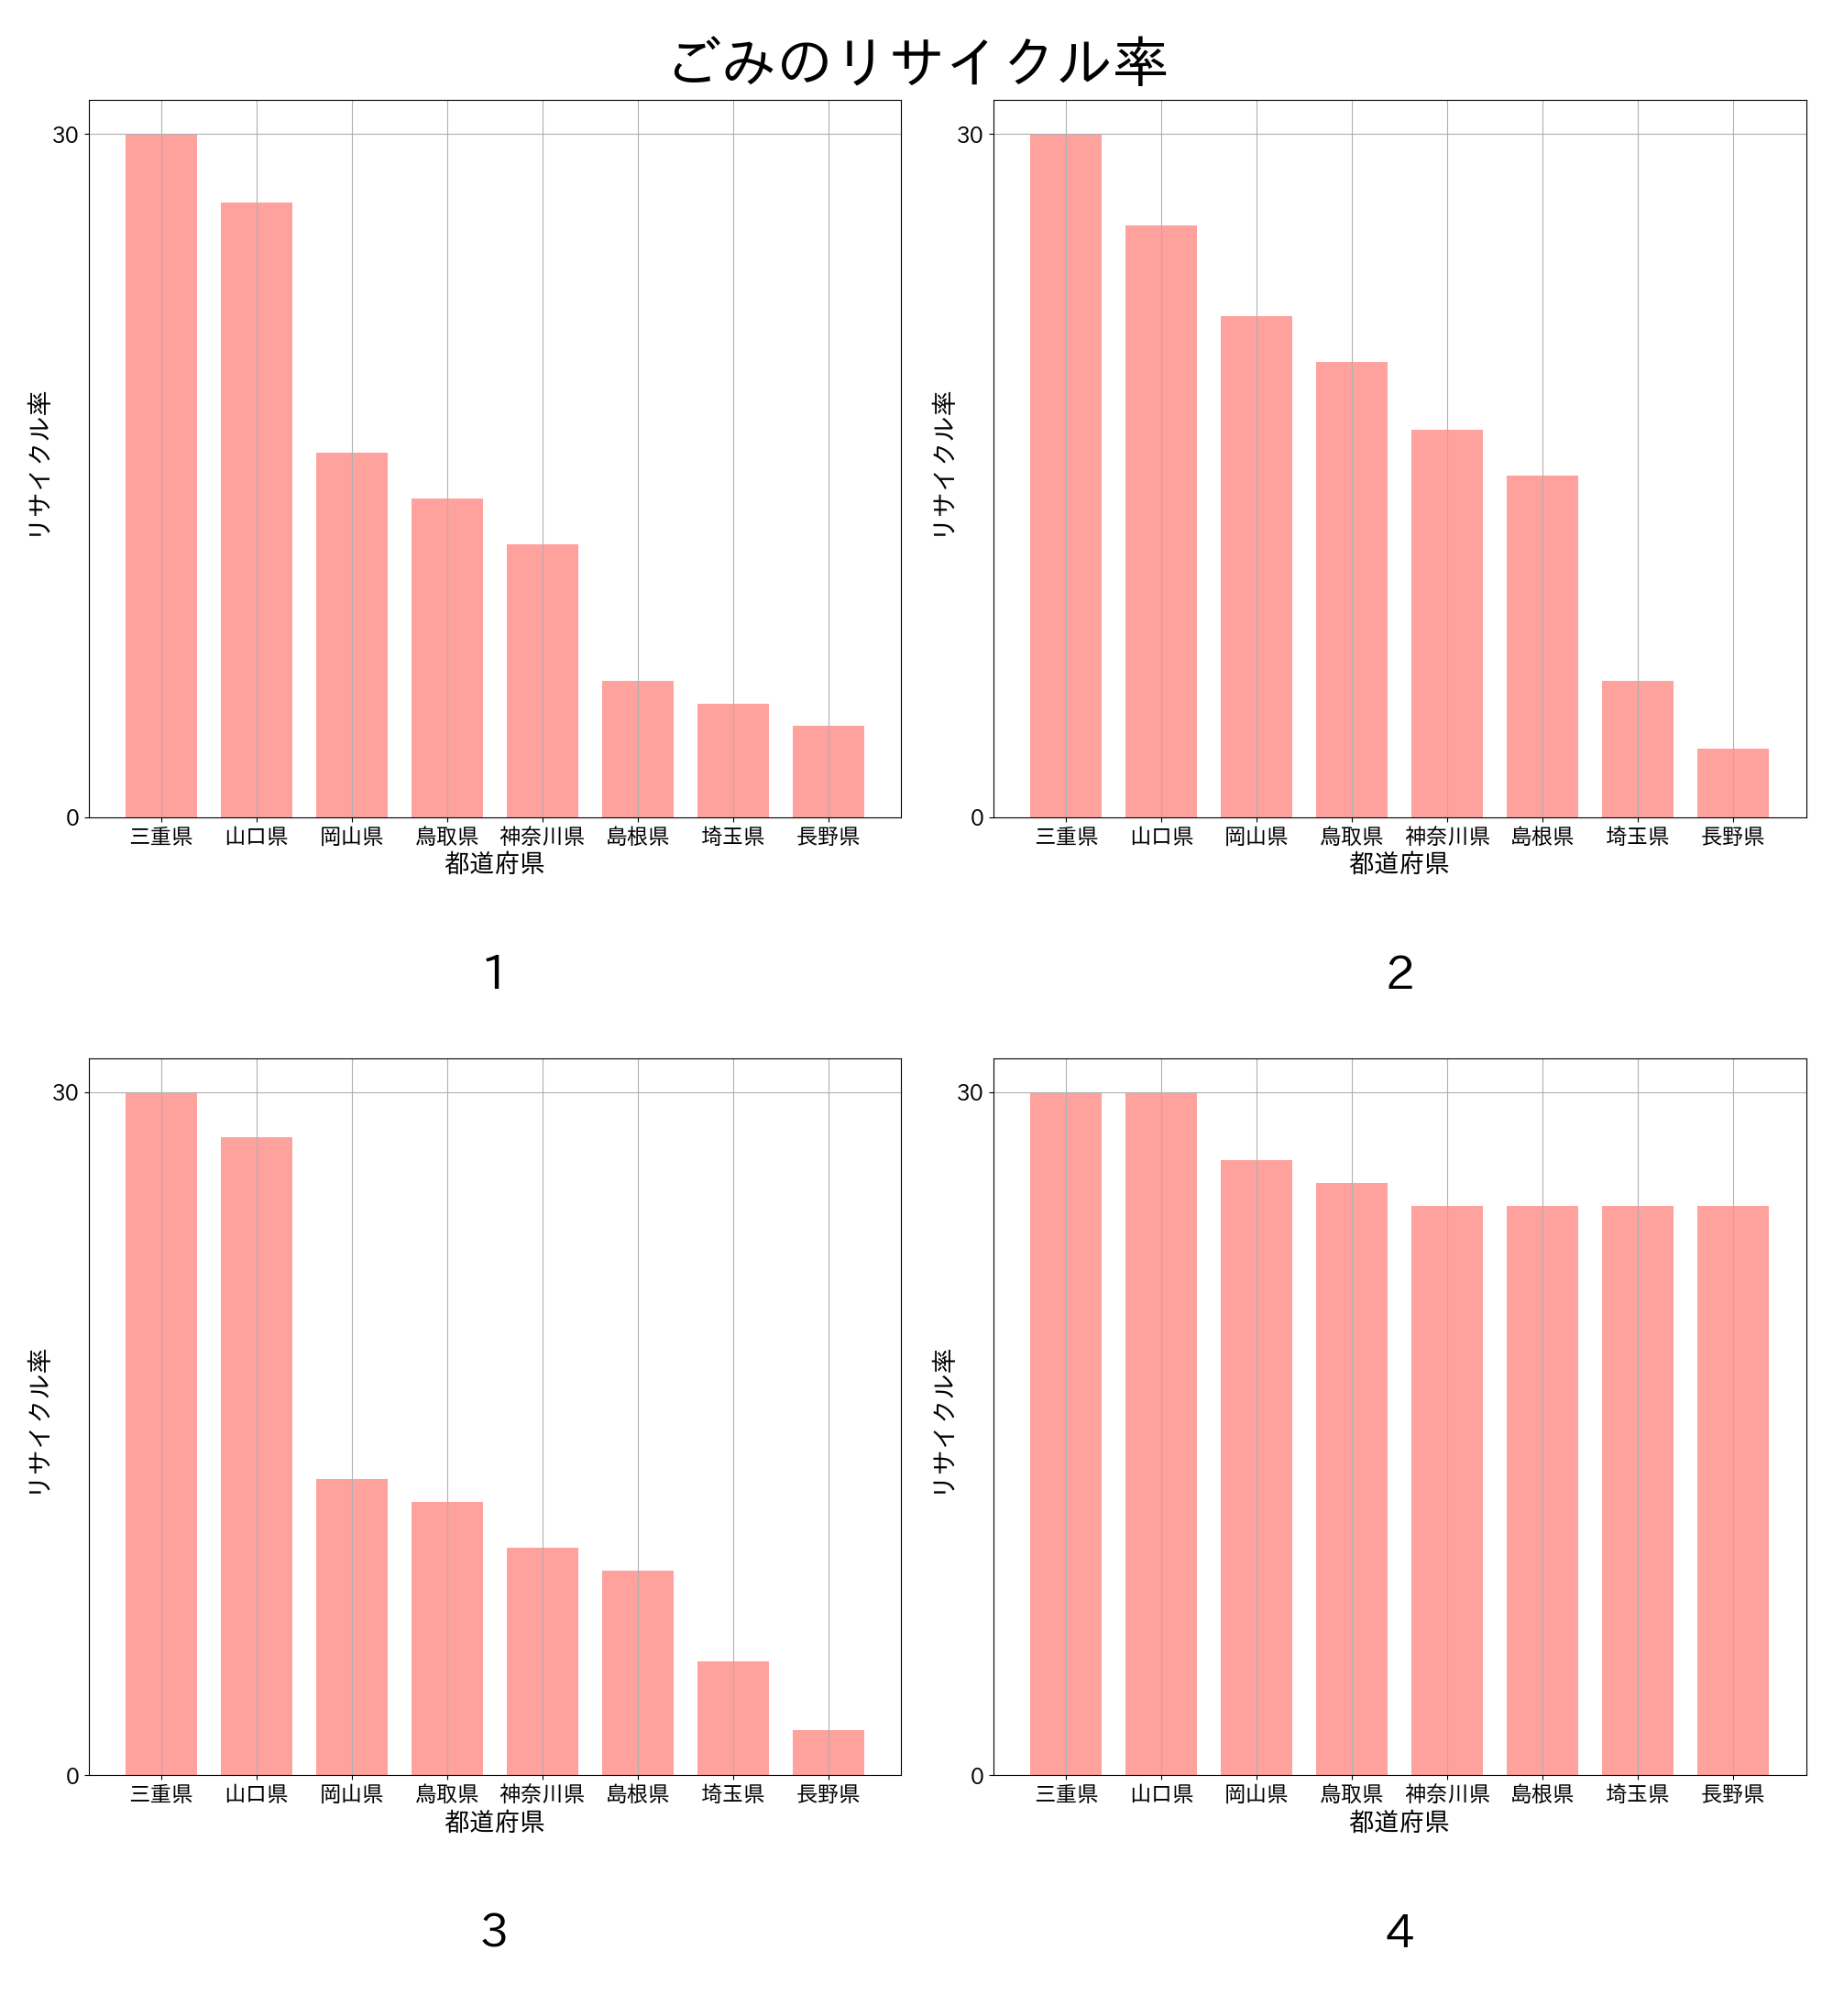 ごみのリサイクル率
30
0
リサイクル率
三重県 山口県 岡山県 鳥取県 神奈川県 島根県 埼玉県 長野県
都道府県
1
30
0
リサイクル率
三重県 山口県 岡山県 鳥取県 神奈川県 島根県 埼玉県 長野県
都道府県
2
30
0
リサイクル率
三重県 山口県 岡山県 鳥取県 神奈川県 島根県 埼玉県 長野県
都道府県
3
30
0
リサイクル率
三重県 山口県 岡山県 鳥取県 神奈川県 島根県 埼玉県 長野県
都道府県
4